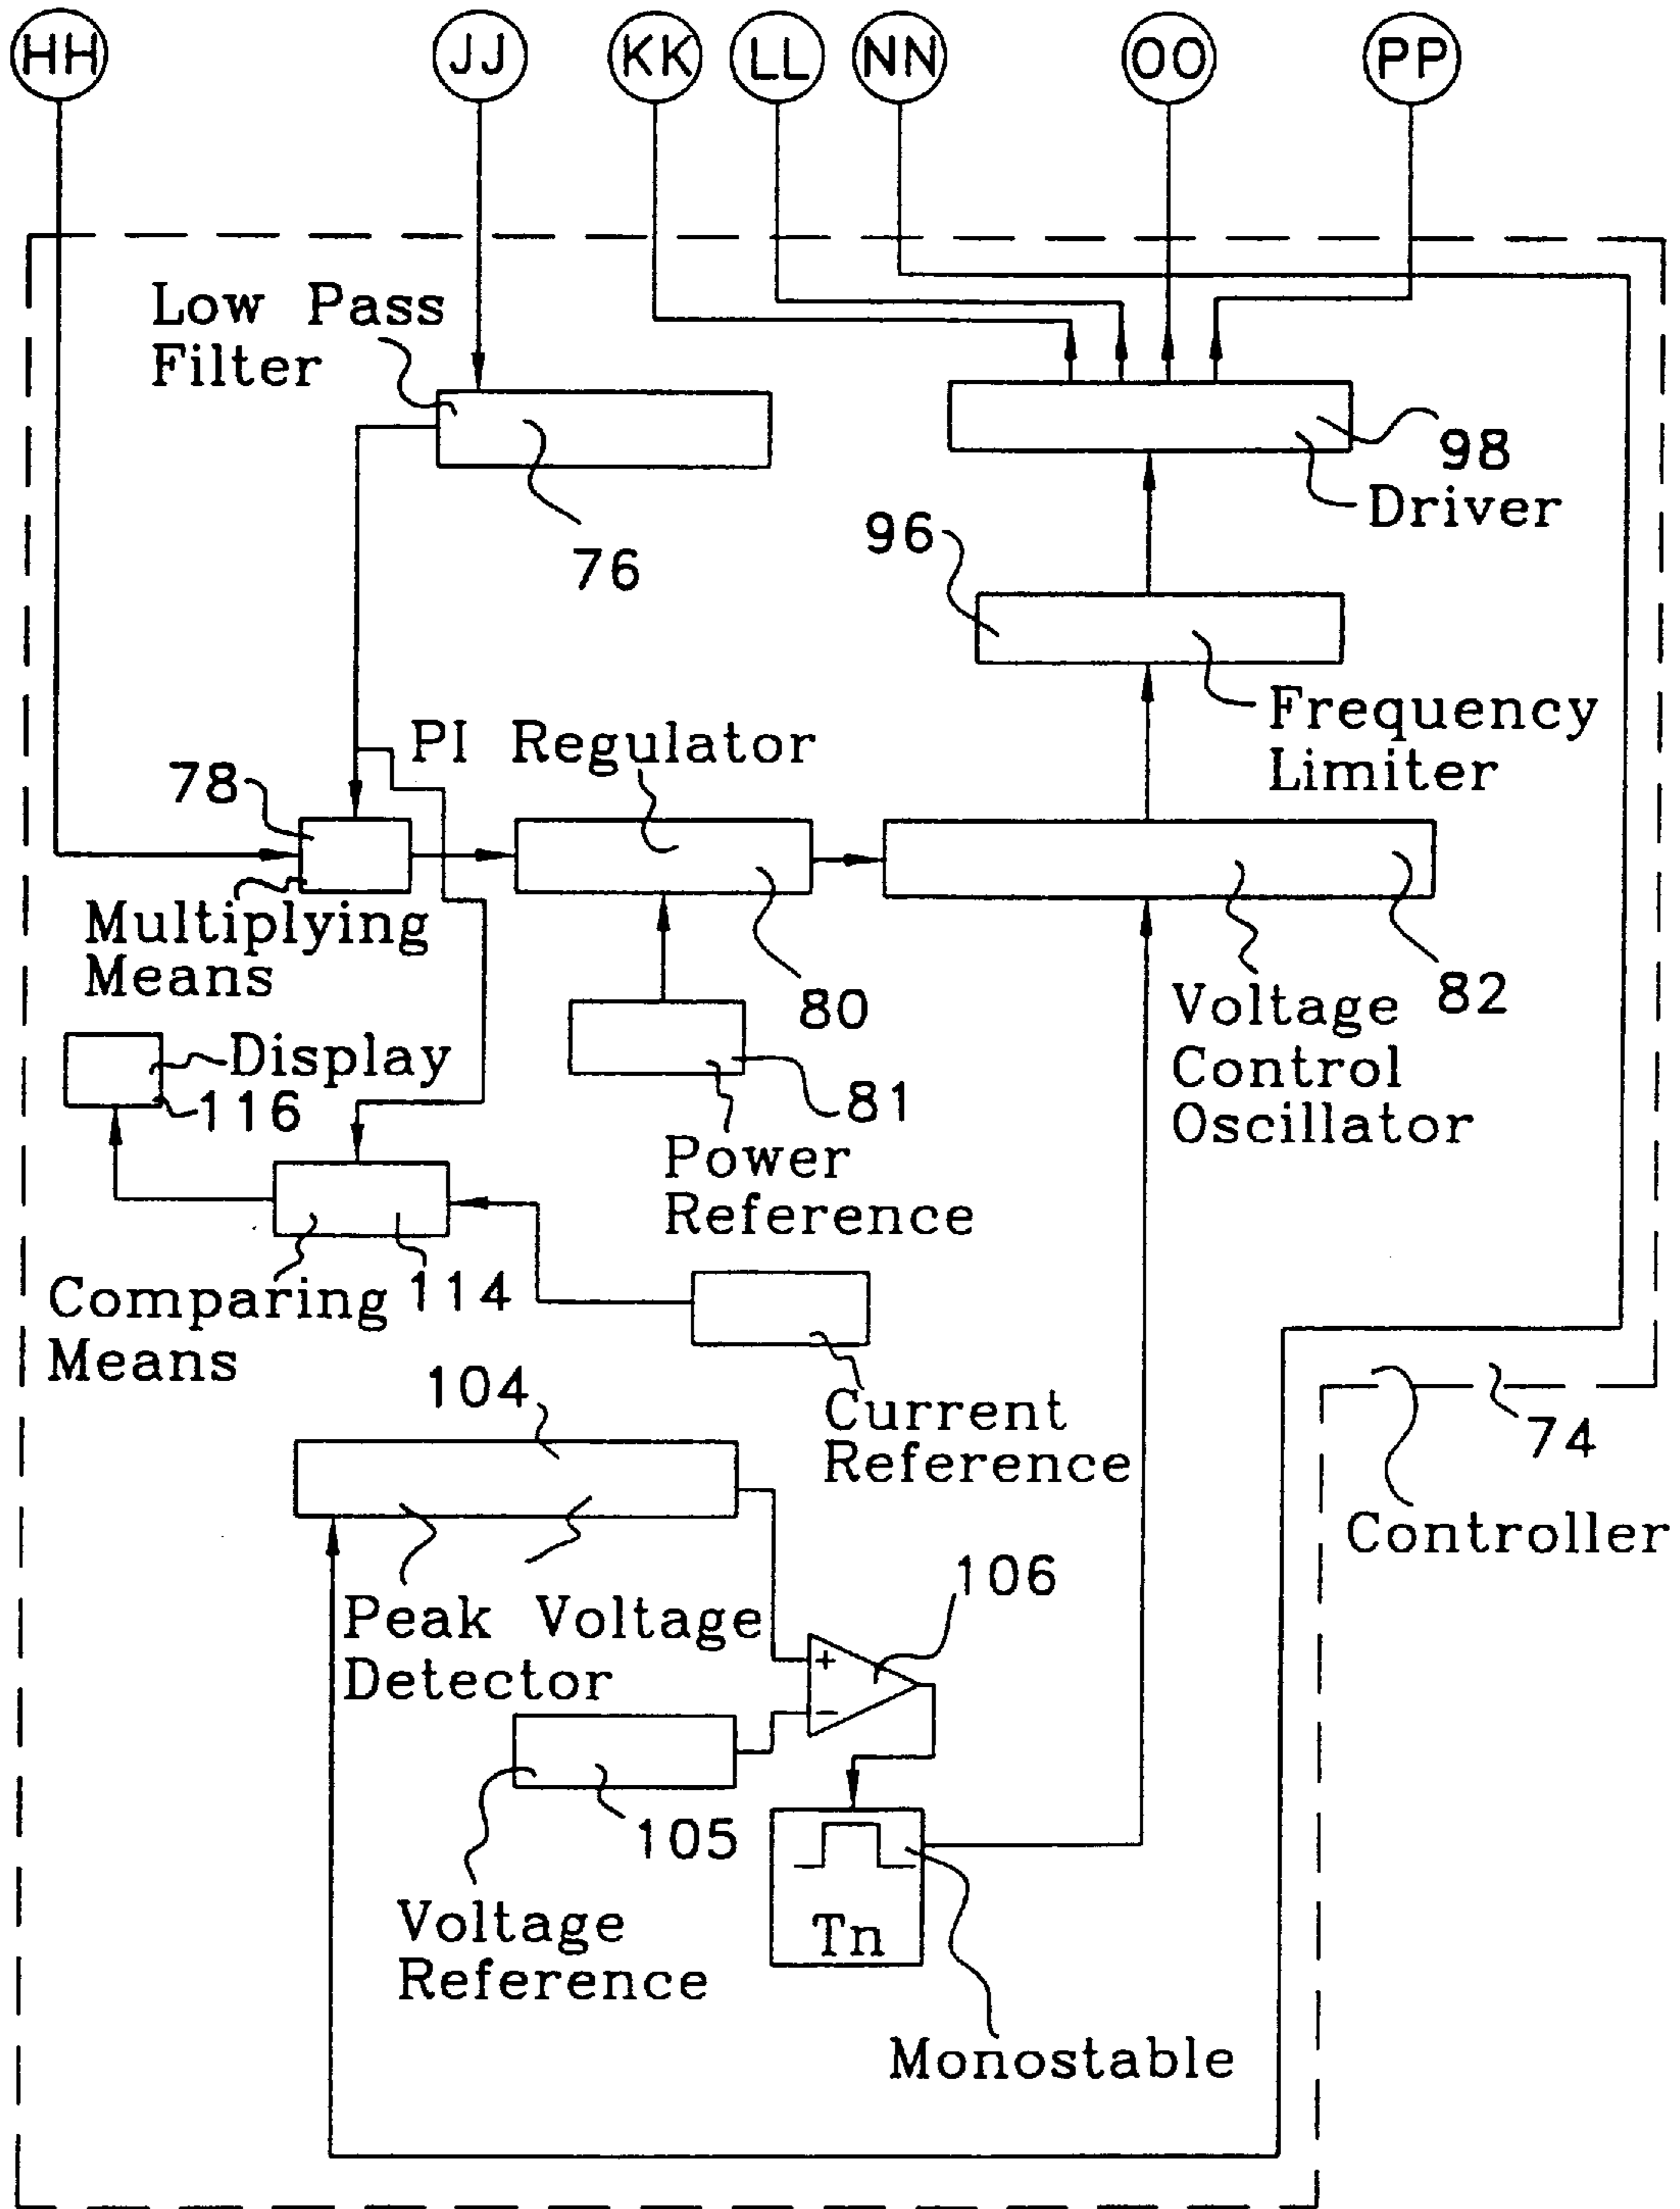 HH JJ KK LL NN OO PP
Low Pass
Filter
76
98
Driver
96
Frequency
Limiter
PI Regulator
78
Multiplying
Means
80
82
Voltage
Control
Oscillator
Display
116
81
Power
Reference
Comparing
Means
114
Current
Reference
74
Controller
104
Peak Voltage
Detector
106
+
−
105
Voltage
Reference
Tn
Monostable